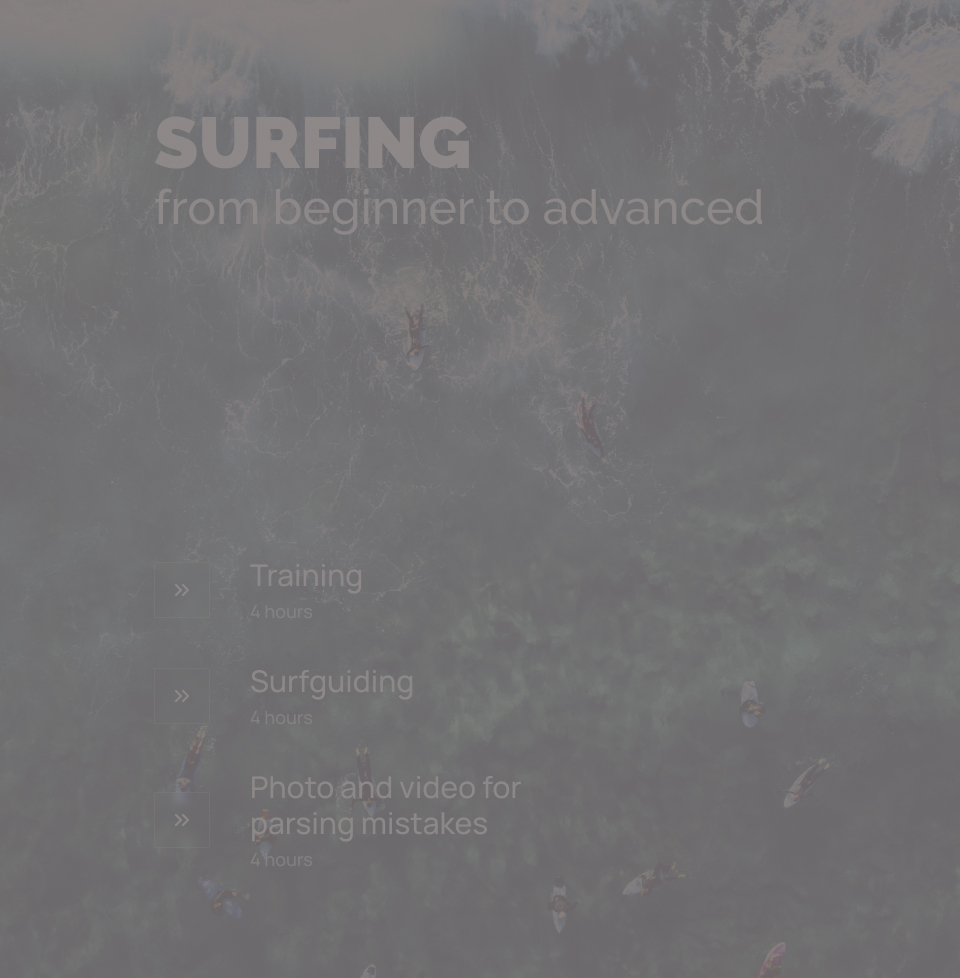 SURFING
from beginner to advanced
» Training
4 hours
» Surfguiding
4 hours
Photo and video for
» parsing mistakes
4 hours